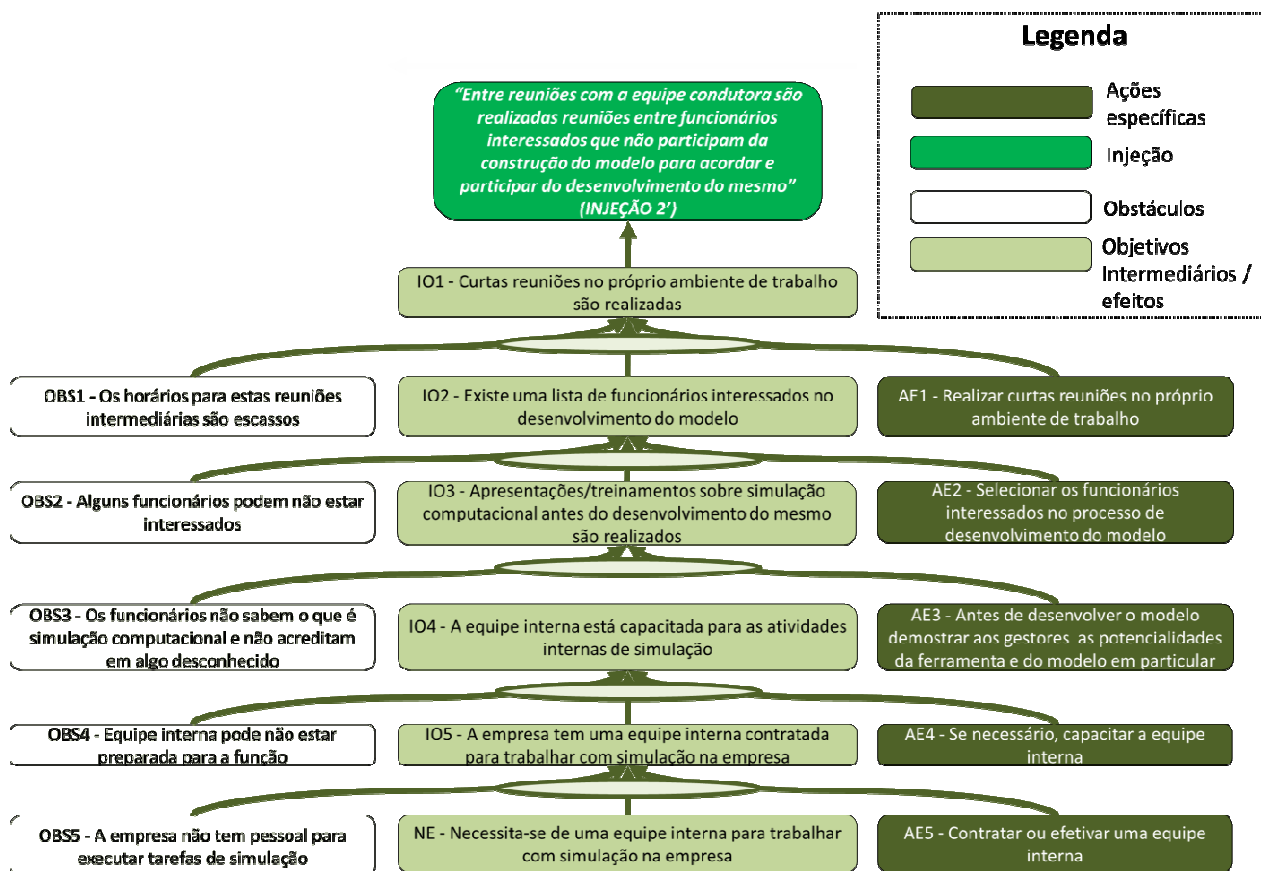 Legenda
Ações
específicas
Injeção
Obstáculos
Objetivos
Intermediários /
efeitos
“Entre reuniões com a equipe condutora são
realizadas reuniões entre funcionários
interessados que não participam da
construção do modelo para acordar e
participar do desenvolvimento do mesmo”
(INJEÇÃO 2’)
IO1 - Curtas reuniões no próprio ambiente de trabalho
são realizadas
OBS1 - Os horários para estas reuniões
intermediárias são escassos
IO2 - Existe uma lista de funcionários interessados no
desenvolvimento do modelo
AE1 - Realizar curtas reuniões no próprio
ambiente de trabalho
OBS2 - Alguns funcionários podem não estar
interessados
IO3 - Apresentações/treinamentos sobre simulação
computacional antes do desenvolvimento do mesmo
são realizados
AE2 - Selecionar os funcionários
interessados no processo de
desenvolvimento do modelo
OBS3 - Os funcionários não sabem o que é
simulação computacional e não acreditam
em algo desconhecido
IO4 - A equipe interna está capacitada para as atividades
internas de simulação
AE3 - Antes de desenvolver o modelo
demostrar aos gestores as potencialidades
da ferramenta e do modelo em particular
OBS4 - Equipe interna pode não estar
preparada para a função
IO5 - A empresa tem uma equipe interna contratada
para trabalhar com simulação na empresa
AE4 - Se necessário, capacitar a equipe
interna
OBS5 - A empresa não tem pessoal para
executar tarefas de simulação
NE - Necessita-se de uma equipe interna para trabalhar
com simulação na empresa
AE5 - Contratar ou efetivar uma equipe
interna